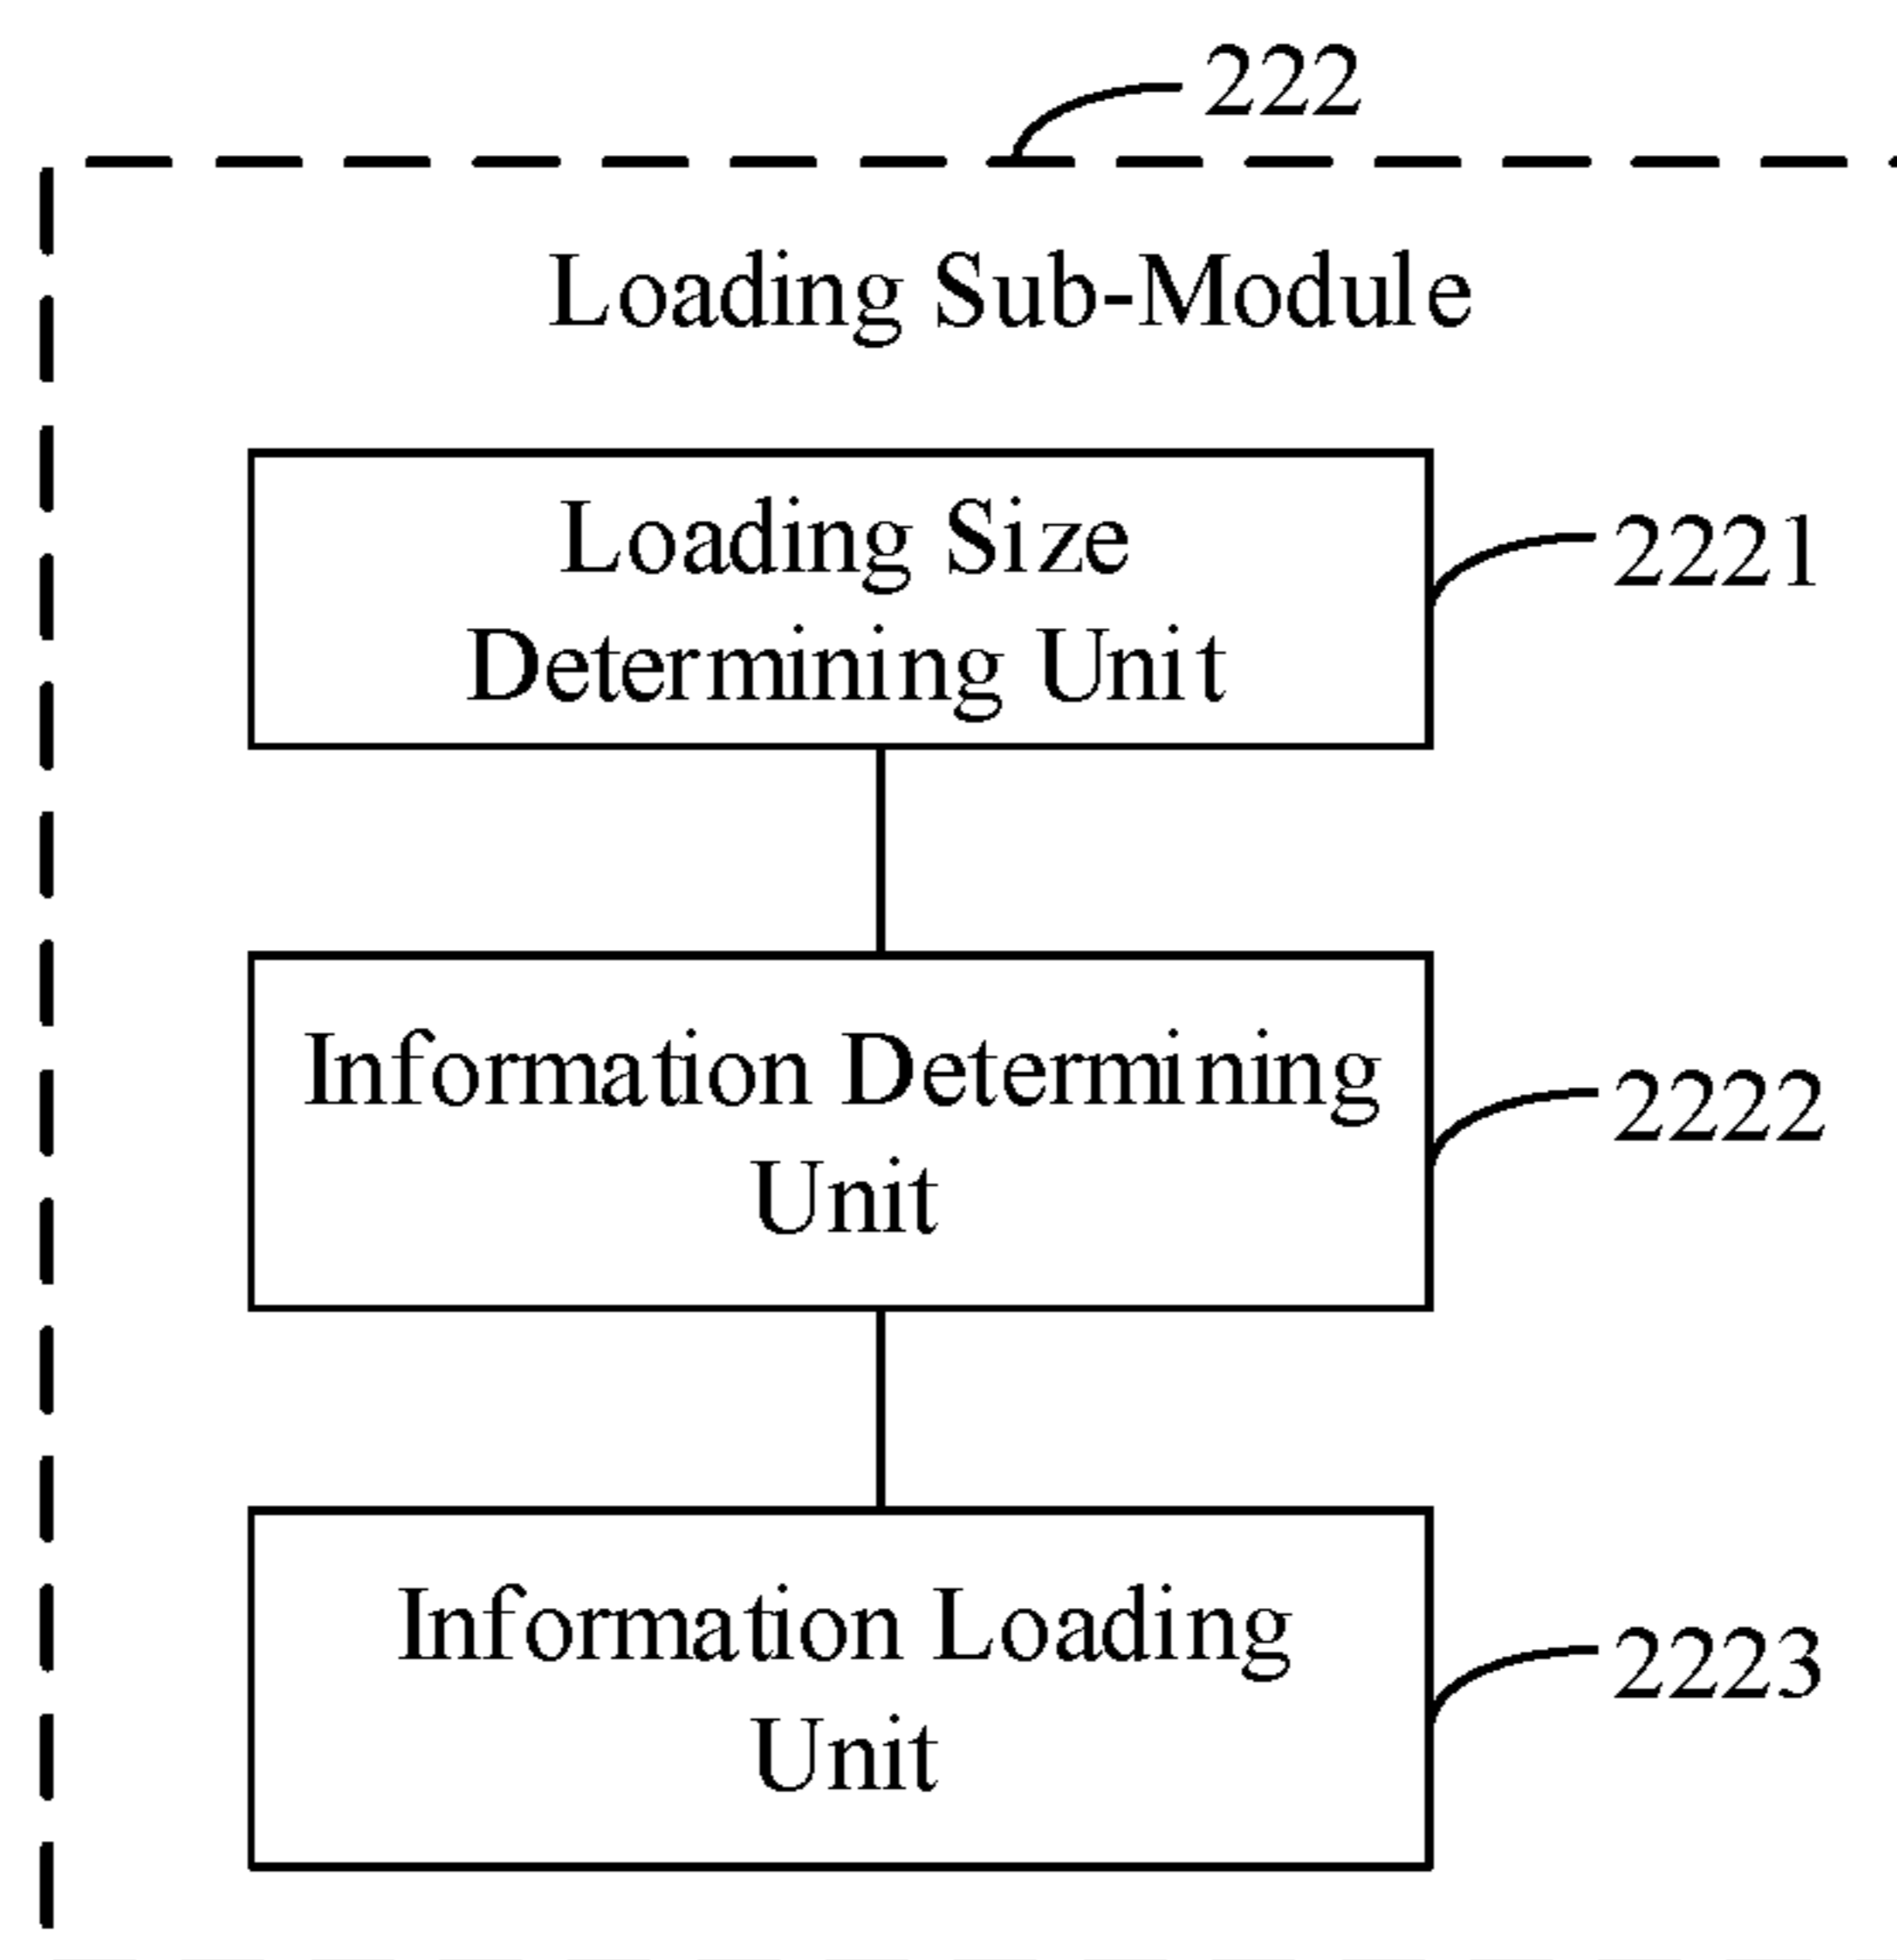 222
Loading Sub-Module
Loading Size
Determining Unit
2221
Information Determining
Unit
2222
Information Loading
Unit
2223